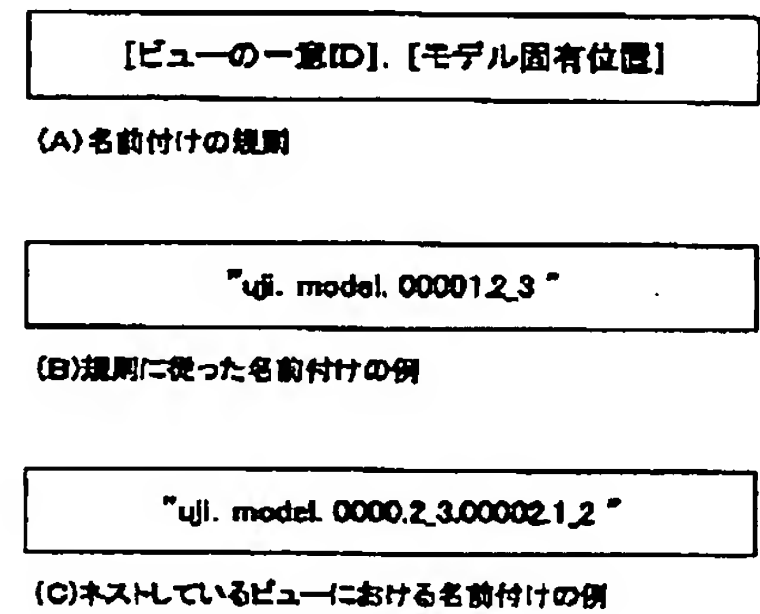 [ビューの一意ID]. [モデル固有位置]
(A)名前付けの規則
"uji. model. 00001.2_3 "
(B)規則に従った名前付けの例
"uji. model. 0000.2_3.00002.1_2 "
(C)ネストしているビューにおける名前付けの例